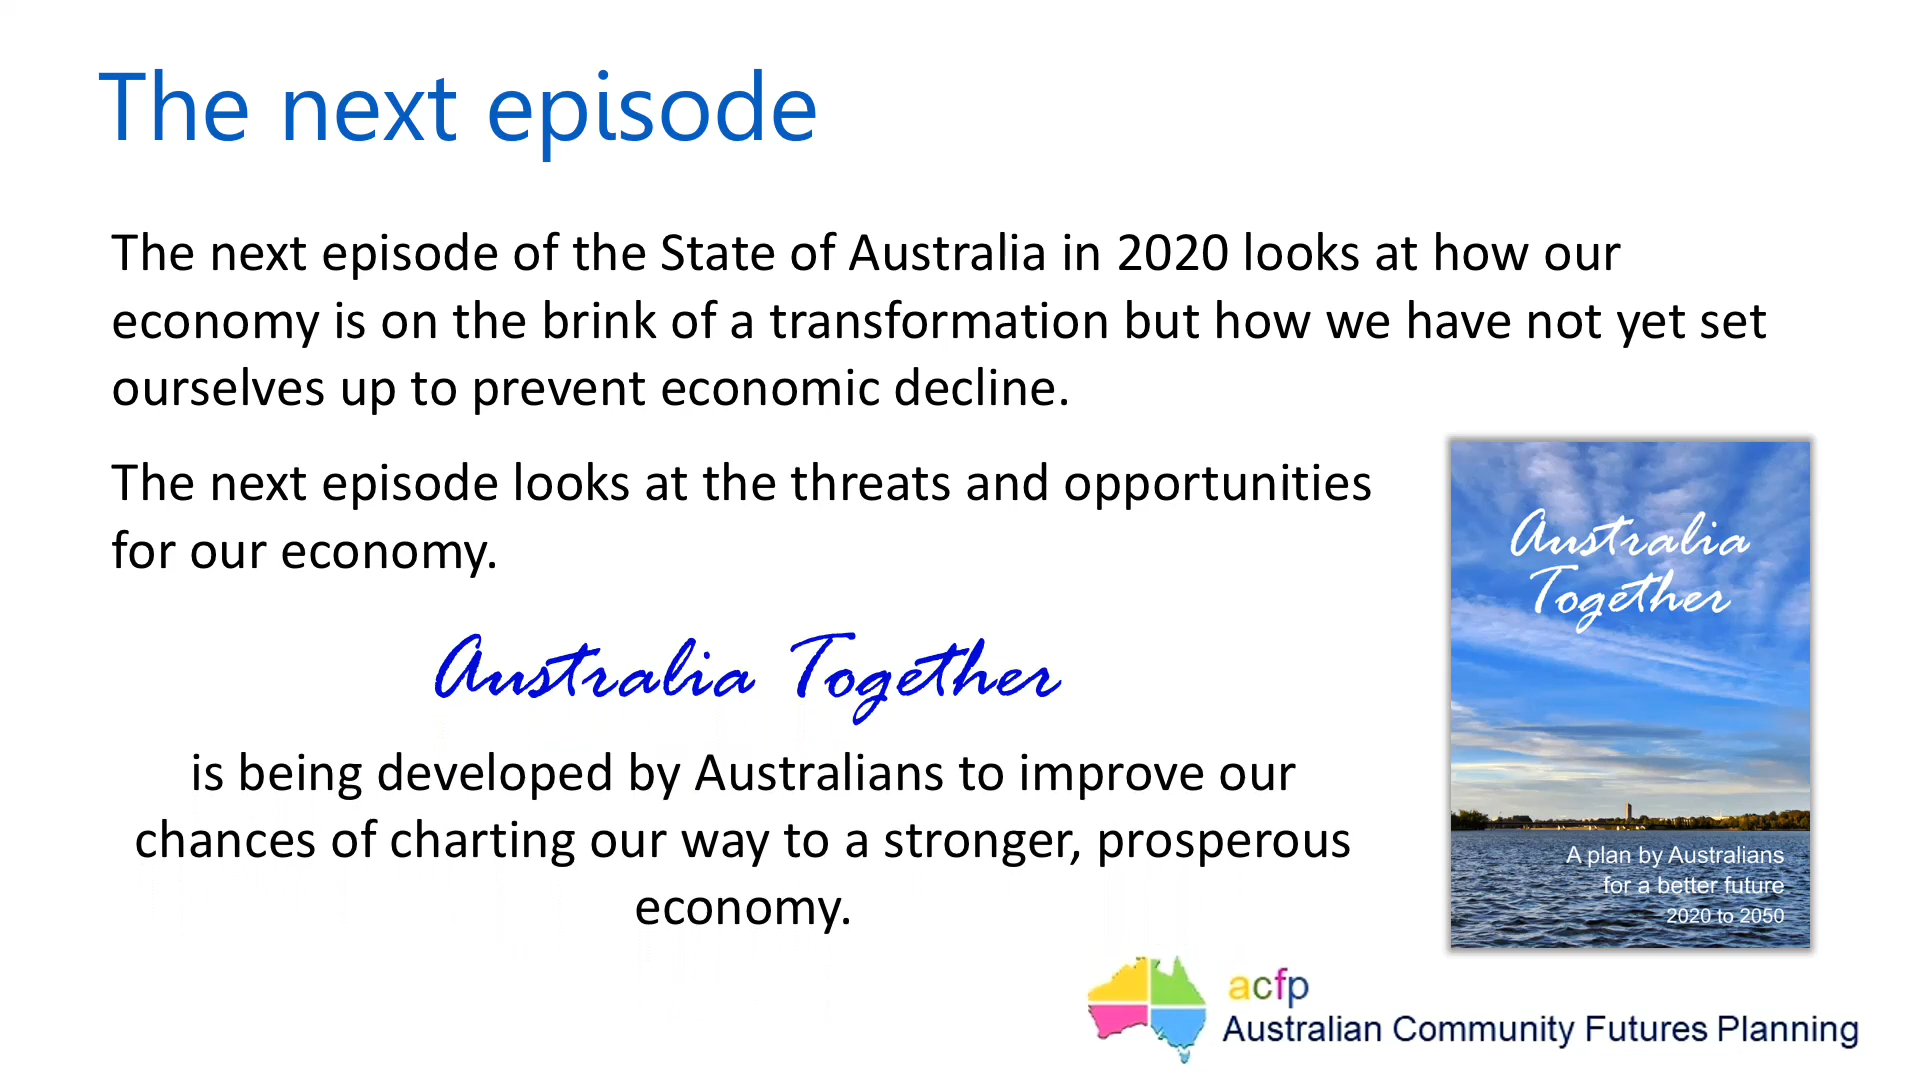 The next episode
The next episode of the State of Australia in 2020 looks at how our
economy is on the brink of a transformation but how we have not yet set
ourselves up to prevent economic decline.
The next episode looks at the threats and opportunities
for our economy.
Australia Together
is being developed by Australians to improve our
chances of charting our way to a stronger, prosperous
economy.
Australia
Together
A plan by Australians
for a better future
2020 to 2050
acfp
Australian Community Futures Planning